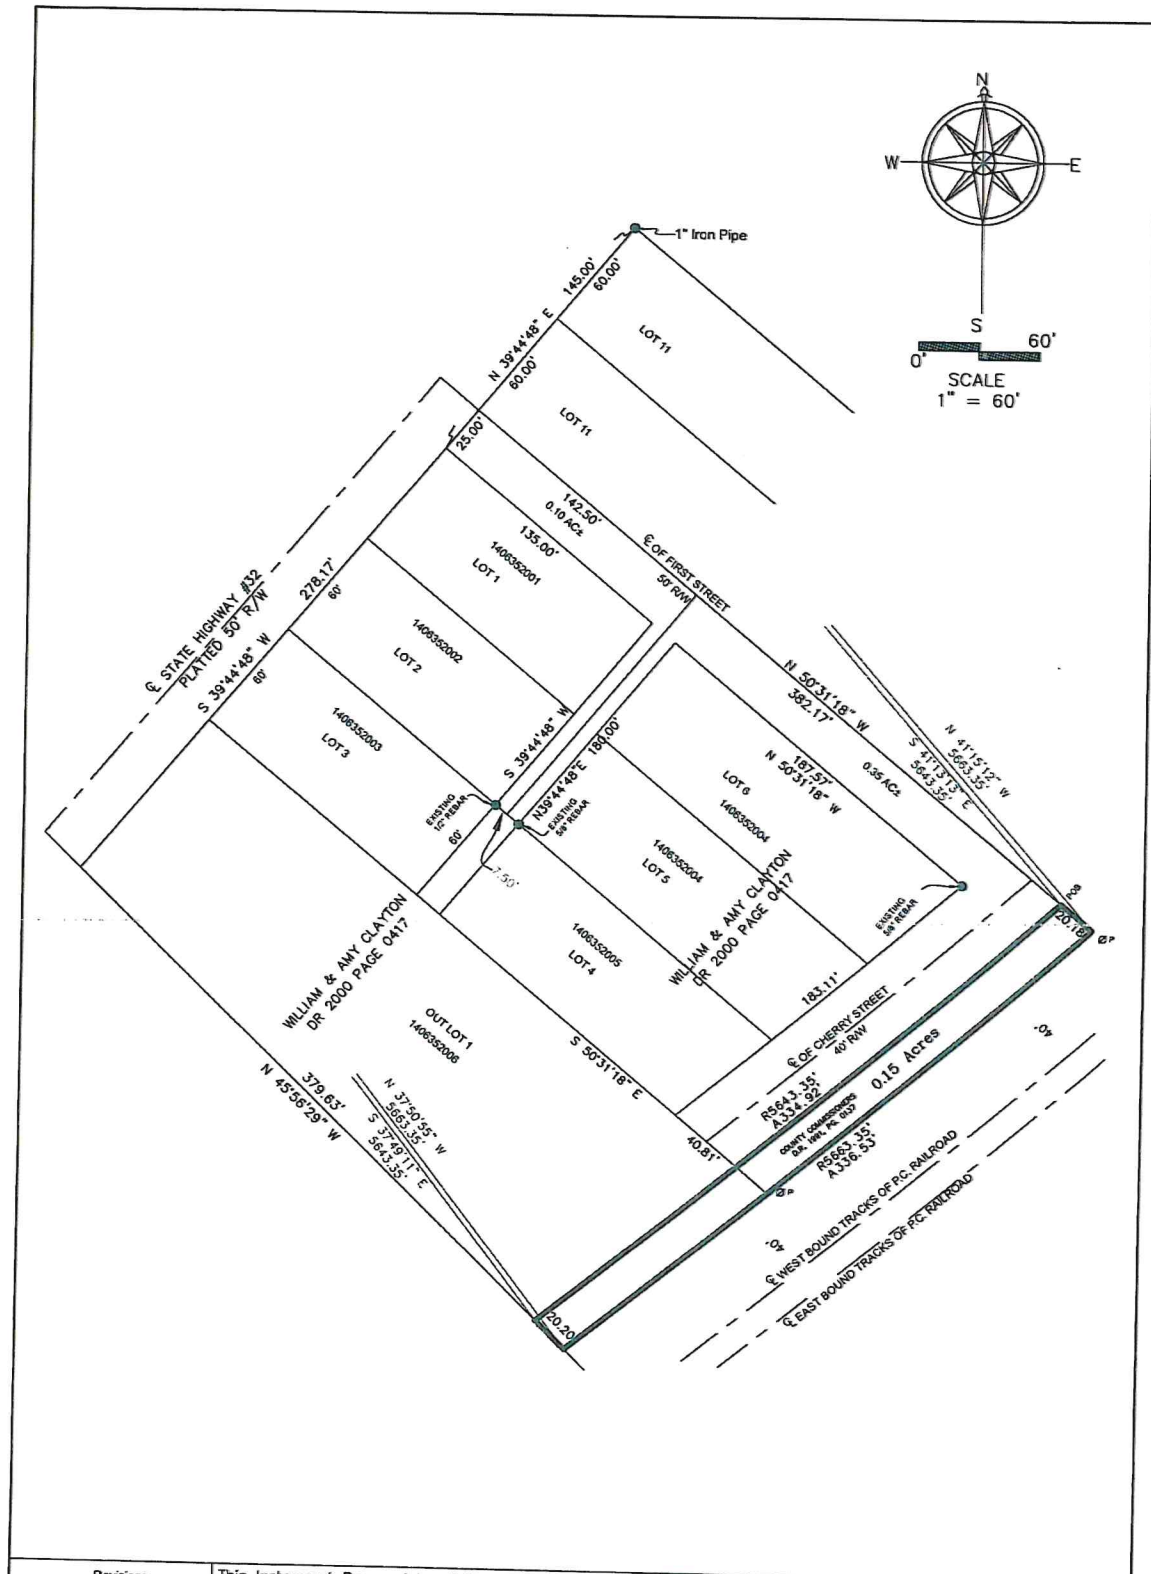 N
W
E
S
0' 60'
SCALE
1" = 60'
1" Iron Pipe
N 39°44'48" E 145.00'
60.00'
60.00'
LOT 11
LOT 11
25.00'
142.50'
0.10 AC±
℄ OF FIRST STREET
50' R/W
135.00'
1406352001
LOT 1
℄ STATE HIGHWAY #32
PLATTED 50' R/W
S 39°44'48" W 278.17'
60'
60'
1406352002
LOT 2
1406352003
LOT 3
S 39°44'48" W
N39°44'48"E 180.00'
EXISTING
1/2" REBAR
EXISTING
5/8" REBAR
60'
7.50'
N 50°31'18" W
382.17'
187.57'
N 50°31'18" W
0.35 AC±
N 41°15'12" W
5663.35'
S 41°13'13" E
5643.35'
LOT 6
1406352004
1406352004
LOT 5
1406352005
LOT 4
WILLIAM & AMY CLAYTON
DR 2000 PAGE 0417
EXISTING
5/8" REBAR
POB
20.18
ØP
WILLIAM & AMY CLAYTON
DR 2000 PAGE 0417
OUT LOT 1
1406352006
183.11'
℄ OF CHERRY STREET
40' R/W
S 50°31'18" E
40.81'
R5643.35'
A334.92'
0.15 Acres
COUNTY COMMISSIONERS
D.R. 1991, PG. 0137
R5663.35'
A336.53'
40'
ØP
40'
N 37°50'55" W
5663.35'
S 37°49'11" E
5643.35'
379.63'
N 45°56'29" W
20.20
℄ WEST BOUND TRACKS OF P.C. RAILROAD
℄ EAST BOUND TRACKS OF P.C. RAILROAD